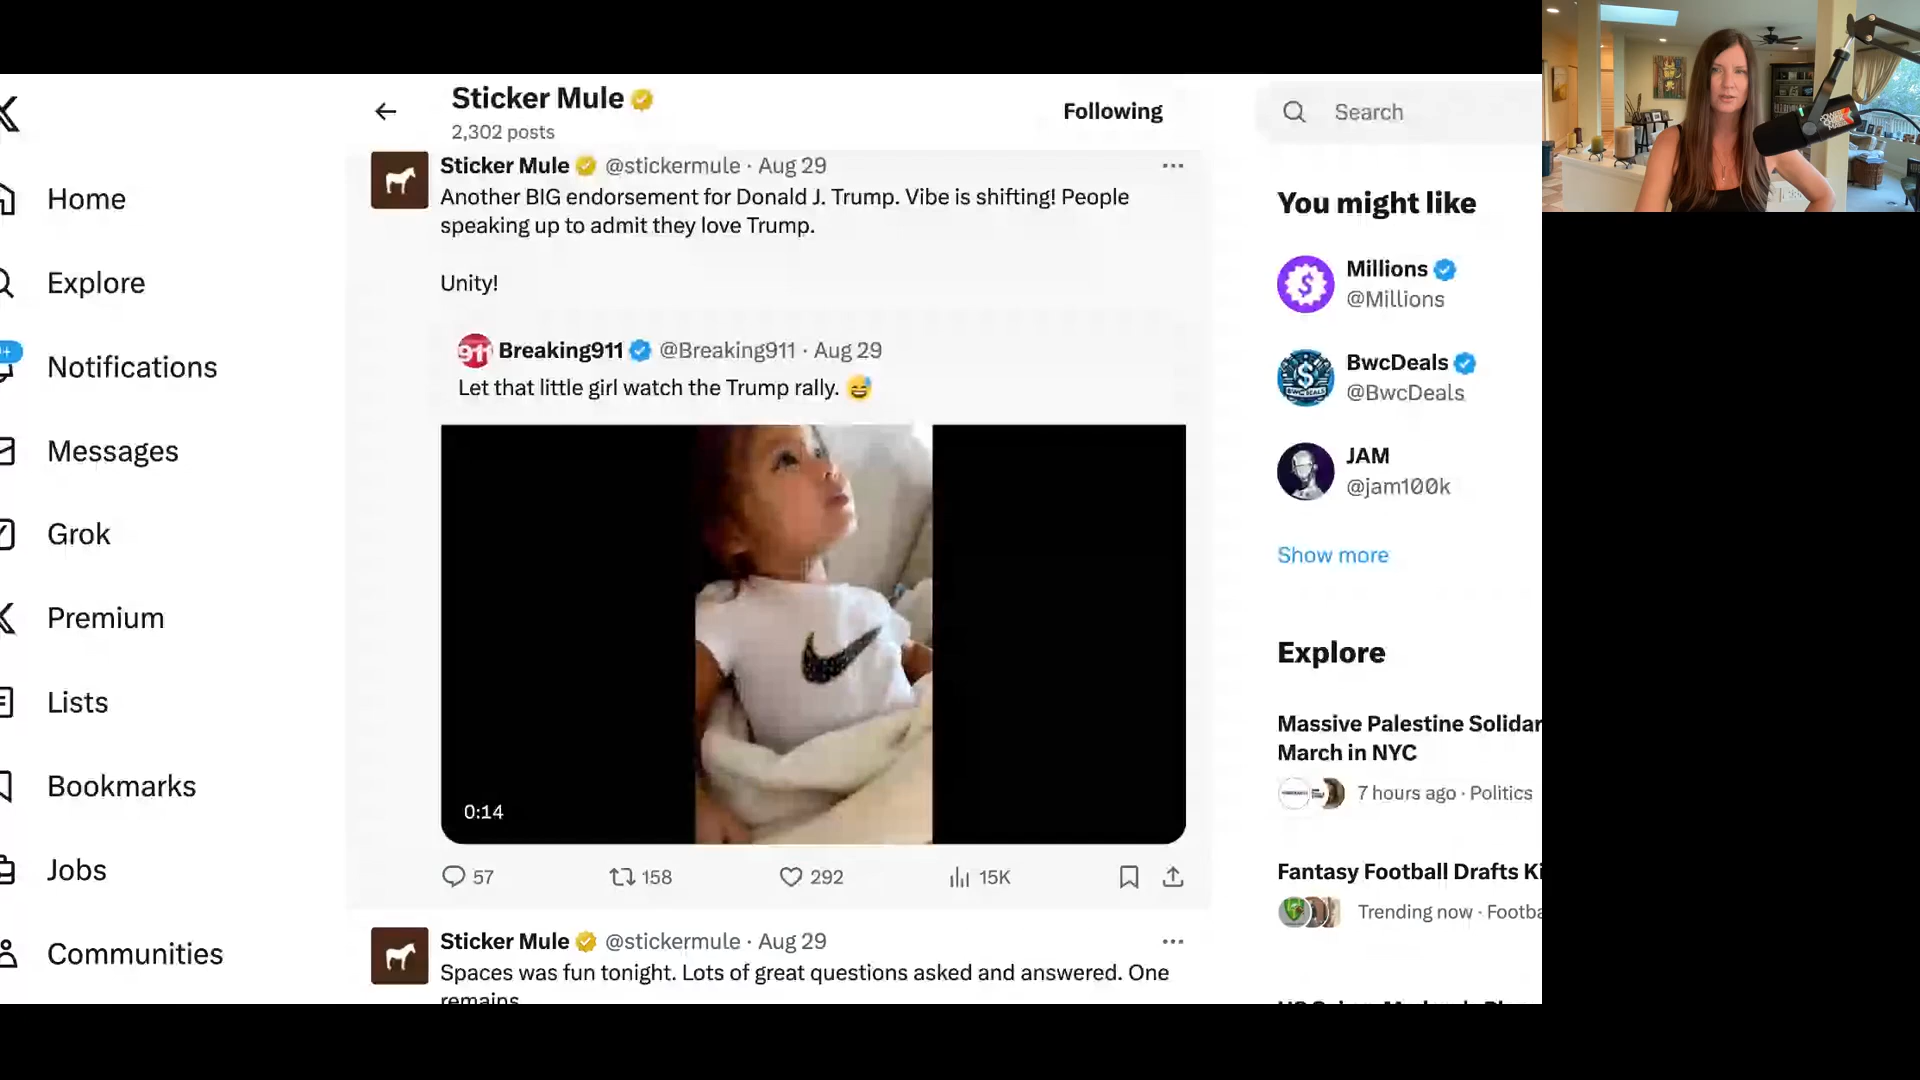 Sticker Mule
2,302 posts
Following
Search
Home
Explore
Notifications
Messages
Grok
Premium
Lists
Bookmarks
Jobs
Communities
Sticker Mule @stickermule · Aug 29
Another BIG endorsement for Donald J. Trump. Vibe is shifting! People
speaking up to admit they love Trump.
Unity!
911 Breaking911 @Breaking911 · Aug 29
Let that little girl watch the Trump rally. 😅
0:14
57
158
292
15K
Sticker Mule @stickermule · Aug 29
Spaces was fun tonight. Lots of great questions asked and answered. One
remains
You might like
Millions
@Millions
BwcDeals
@BwcDeals
JAM
@jam100k
Show more
Explore
Massive Palestine Solidar
March in NYC
7 hours ago · Politics
Fantasy Football Drafts Ki
Trending now · Footba